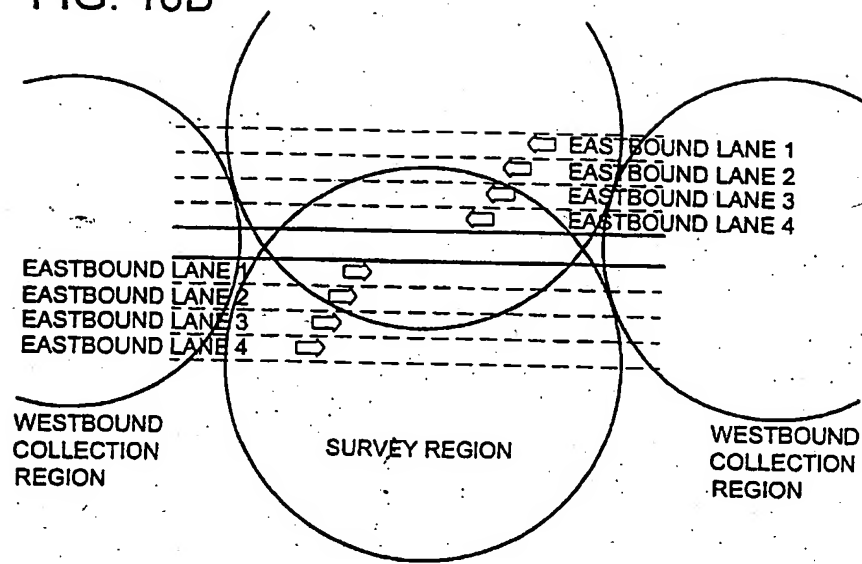 FIG. 10B
EASTBOUND LANE 1
EASTBOUND LANE 2
EASTBOUND LANE 3
EASTBOUND LANE 4
EASTBOUND LANE 1
EASTBOUND LANE 2
EASTBOUND LANE 3
EASTBOUND LANE 4
WESTBOUND
COLLECTION
REGION
SURVEY REGION
WESTBOUND
COLLECTION
REGION